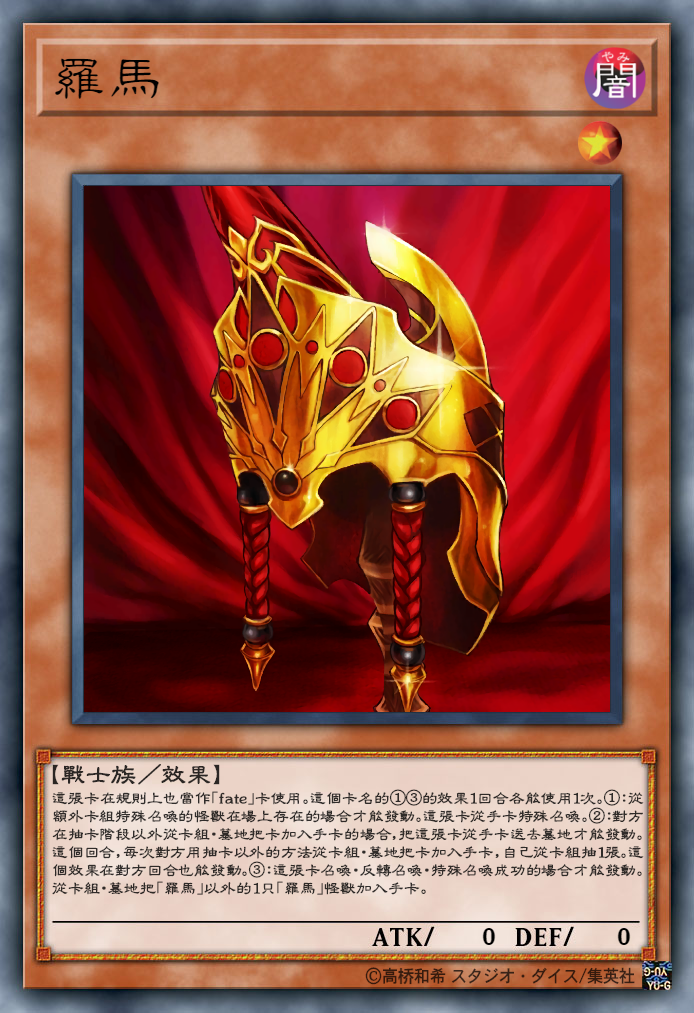 羅馬
やみ
闇
【戰士族／效果】
這張卡在規則上也當作「fate」卡使用。這個卡名的①③的效果1回合各能使用1次。①：從
額外卡組特殊召喚的怪獸在場上存在的場合才能發動。這張卡從手卡特殊召喚。②：對方
在抽卡階段以外從卡組·墓地把卡加入手卡的場合，把這張卡從手卡送去墓地才能發動。
這個回合，每次對方用抽卡以外的方法從卡組·墓地把卡加入手卡，自己從卡組抽1張。這
個效果在對方回合也能發動。③：這張卡召喚·反轉召喚·特殊召喚成功的場合才能發動。
從卡組·墓地把「羅馬」以外的1只「羅馬」怪獸加入手卡。
ATK/ 0 DEF/ 0
©高桥和希 スタジオ・ダイス/集英社
YU-G
YU-G